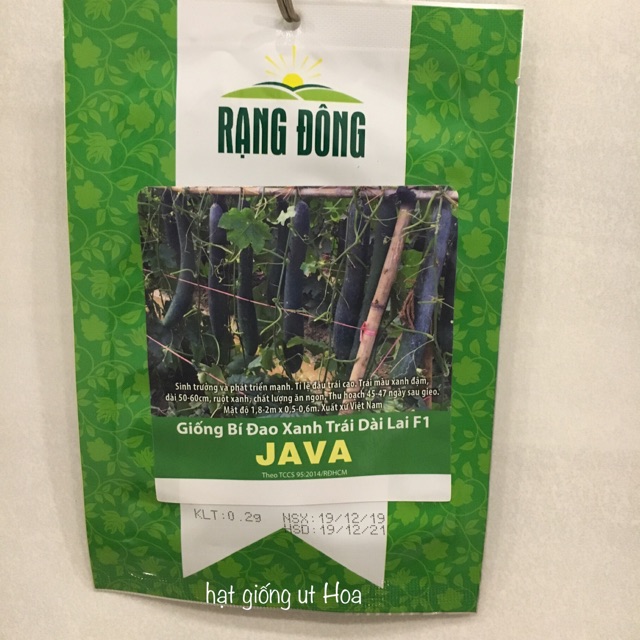 RẠNG ĐÔNG
Sinh trưởng và phát triển mạnh. Tỉ lệ đậu trái cao. Trái màu xanh đậm,
dài 50-60cm, ruột xanh, chất lượng ăn ngon. Thu hoạch 45-47 ngày sau gieo.
Mật độ 1,8-2m x 0,5-0,6m. Xuất xứ Việt Nam
Giống Bí Đao Xanh Trái Dài Lai F1
JAVA
Theo TCCS 95:2014/RĐHCM
KLT:0.2g NSX:19/12/19
HSD:19/12/21
hạt giống ut Hoa